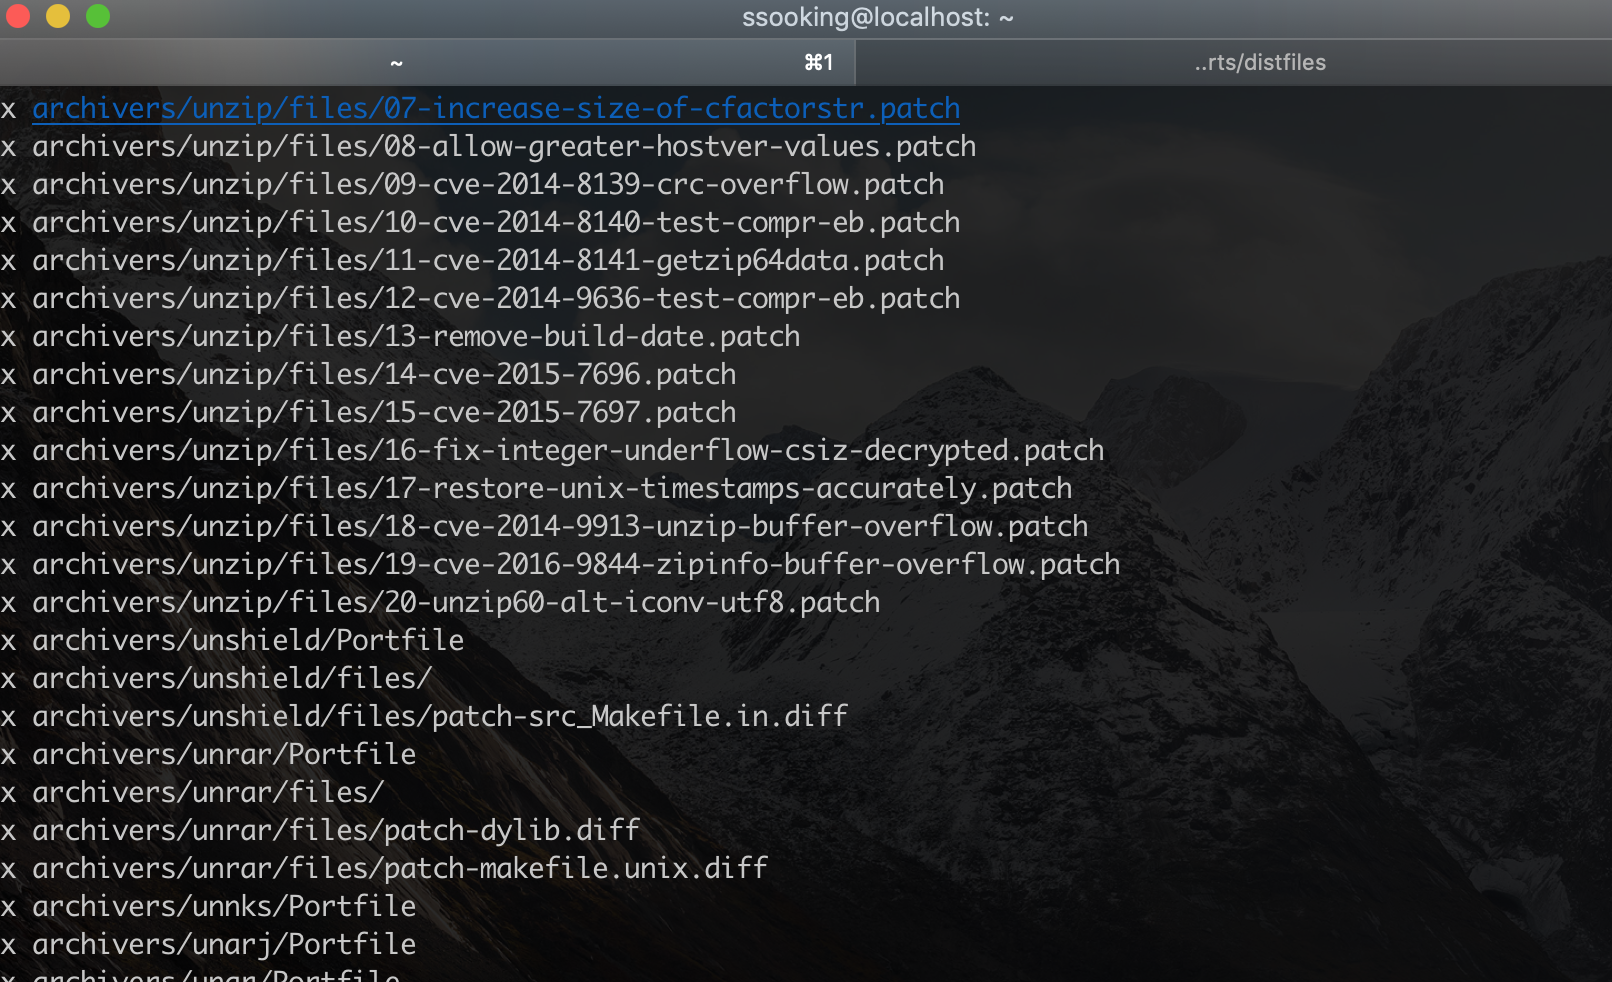 ssooking@localhost: ~
~ ⌘1 ..rts/distfiles
x archivers/unzip/files/07-increase-size-of-cfactorstr.patch
x archivers/unzip/files/08-allow-greater-hostver-values.patch
x archivers/unzip/files/09-cve-2014-8139-crc-overflow.patch
x archivers/unzip/files/10-cve-2014-8140-test-compr-eb.patch
x archivers/unzip/files/11-cve-2014-8141-getzip64data.patch
x archivers/unzip/files/12-cve-2014-9636-test-compr-eb.patch
x archivers/unzip/files/13-remove-build-date.patch
x archivers/unzip/files/14-cve-2015-7696.patch
x archivers/unzip/files/15-cve-2015-7697.patch
x archivers/unzip/files/16-fix-integer-underflow-csiz-decrypted.patch
x archivers/unzip/files/17-restore-unix-timestamps-accurately.patch
x archivers/unzip/files/18-cve-2014-9913-unzip-buffer-overflow.patch
x archivers/unzip/files/19-cve-2016-9844-zipinfo-buffer-overflow.patch
x archivers/unzip/files/20-unzip60-alt-iconv-utf8.patch
x archivers/unshield/Portfile
x archivers/unshield/files/
x archivers/unshield/files/patch-src_Makefile.in.diff
x archivers/unrar/Portfile
x archivers/unrar/files/
x archivers/unrar/files/patch-dylib.diff
x archivers/unrar/files/patch-makefile.unix.diff
x archivers/unnks/Portfile
x archivers/unarj/Portfile
x archivers/unar/Portfile